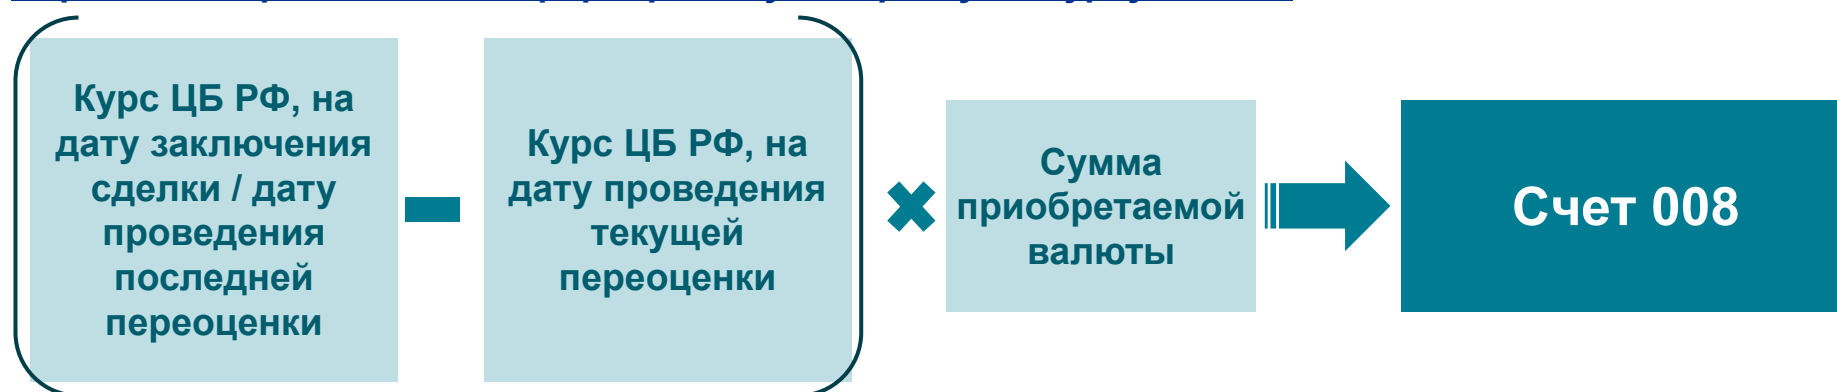 Курс ЦБ РФ, на
дату заключения
сделки / дату
проведения
последней
переоценки
Курс ЦБ РФ, на
дату проведения
текущей
переоценки
Сумма
приобретаемой
валюты
Счет 008